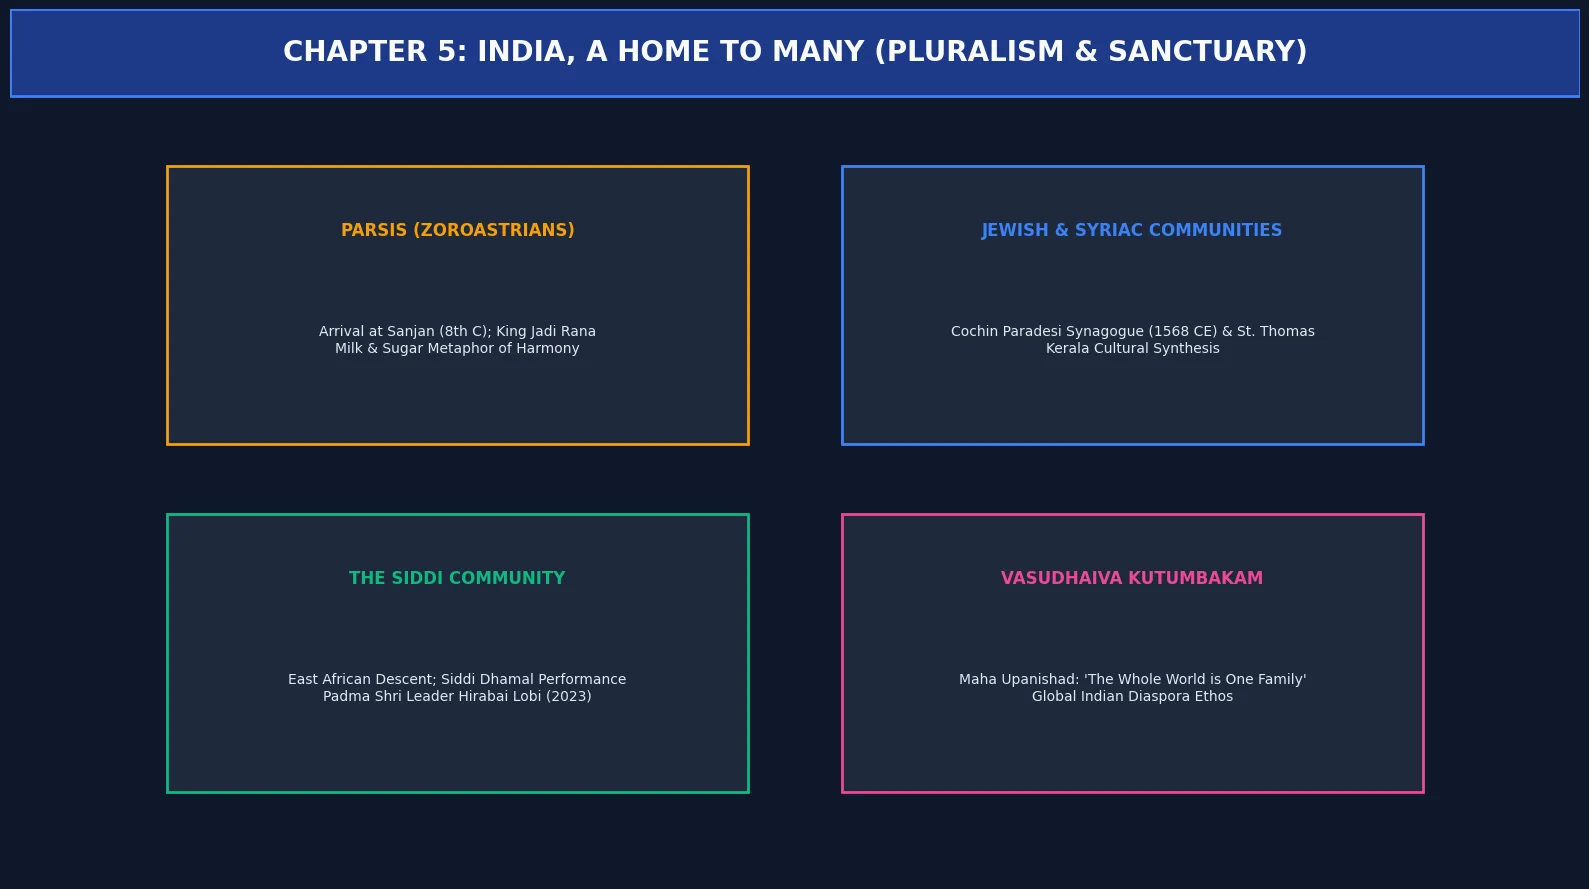 CHAPTER 5: INDIA, A HOME TO MANY (PLURALISM & SANCTUARY)
PARSIS (ZOROASTRIANS)
Arrival at Sanjan (8th C); King Jadi Rana
Milk & Sugar Metaphor of Harmony
JEWISH & SYRIAC COMMUNITIES
Cochin Paradesi Synagogue (1568 CE) & St. Thomas
Kerala Cultural Synthesis
THE SIDDI COMMUNITY
East African Descent; Siddi Dhamal Performance
Padma Shri Leader Hirabai Lobi (2023)
VASUDHAIVA KUTUMBAKAM
Maha Upanishad: 'The Whole World is One Family'
Global Indian Diaspora Ethos